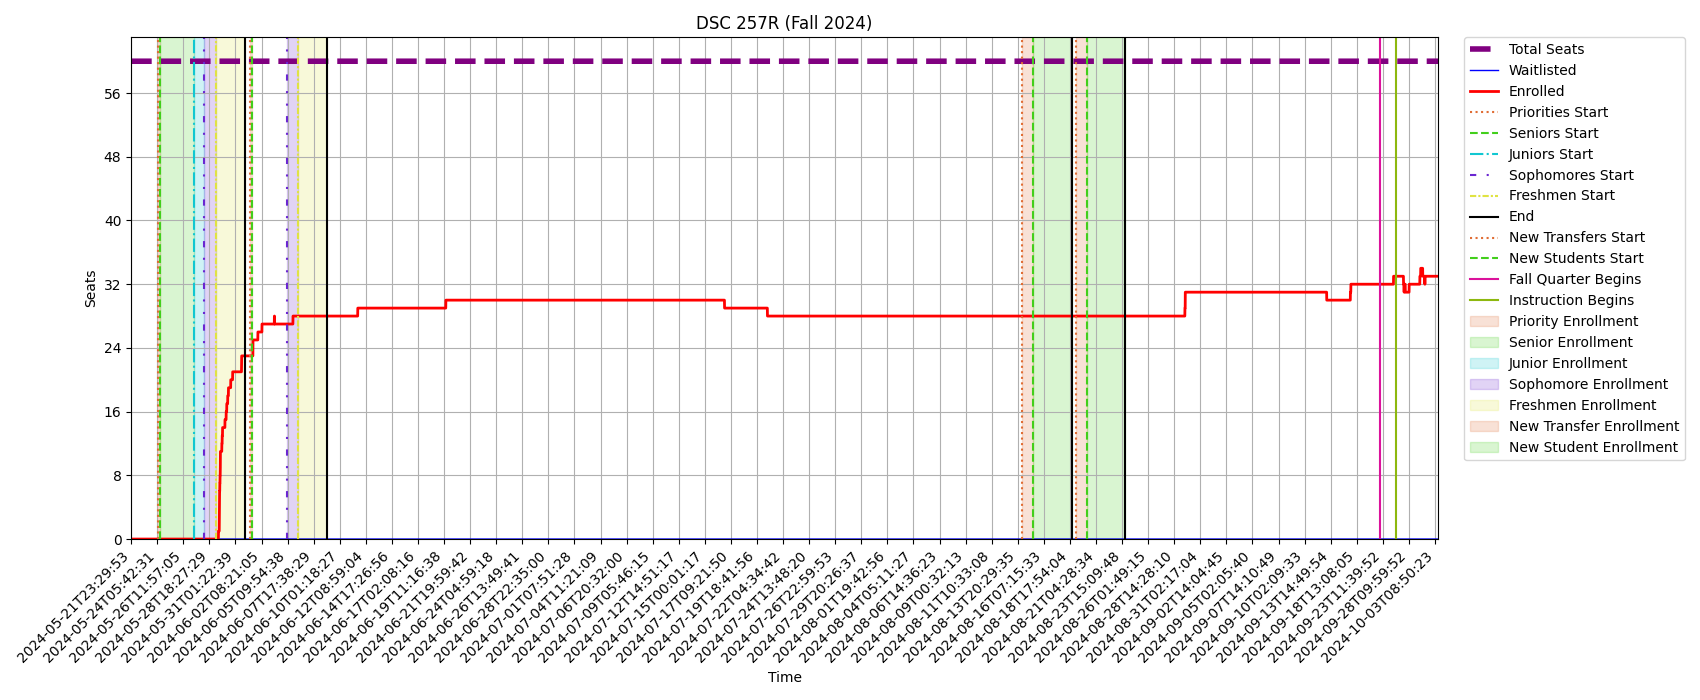 DSC 257R (Fall 2024)
Seats
56
48
40
32
24
16
8
0
2024-05-21T23:29:53
2024-05-24T05:42:31
2024-05-26T11:57:05
2024-05-28T18:27:29
2024-05-31T01:22:39
2024-06-02T08:21:05
2024-06-05T09:54:38
2024-06-07T17:38:29
2024-06-10T01:18:27
2024-06-12T08:59:04
2024-06-14T17:26:56
2024-06-17T02:08:16
2024-06-19T11:16:38
2024-06-21T19:59:42
2024-06-24T04:59:18
2024-06-26T13:49:41
2024-06-28T22:35:00
2024-07-01T07:51:28
2024-07-04T11:21:09
2024-07-06T20:32:00
2024-07-09T05:46:15
2024-07-12T14:51:17
2024-07-15T00:01:17
2024-07-17T09:21:50
2024-07-19T18:41:56
2024-07-22T04:34:42
2024-07-24T13:48:20
2024-07-26T22:59:53
2024-07-29T20:26:37
2024-08-01T19:42:56
2024-08-04T05:11:27
2024-08-06T14:36:23
2024-08-09T00:32:13
2024-08-11T10:33:08
2024-08-13T20:29:35
2024-08-16T07:15:33
2024-08-18T17:54:04
2024-08-21T04:28:34
2024-08-23T15:09:48
2024-08-26T01:49:15
2024-08-28T14:28:10
2024-08-31T02:17:04
2024-09-02T14:04:45
2024-09-05T02:05:40
2024-09-07T14:10:49
2024-09-10T02:09:33
2024-09-13T14:49:54
2024-09-18T13:08:05
2024-09-23T11:39:52
2024-09-28T09:59:52
2024-10-03T08:50:23
Time
Total Seats
Waitlisted
Enrolled
Priorities Start
Seniors Start
Juniors Start
Sophomores Start
Freshmen Start
End
New Transfers Start
New Students Start
Fall Quarter Begins
Instruction Begins
Priority Enrollment
Senior Enrollment
Junior Enrollment
Sophomore Enrollment
Freshmen Enrollment
New Transfer Enrollment
New Student Enrollment